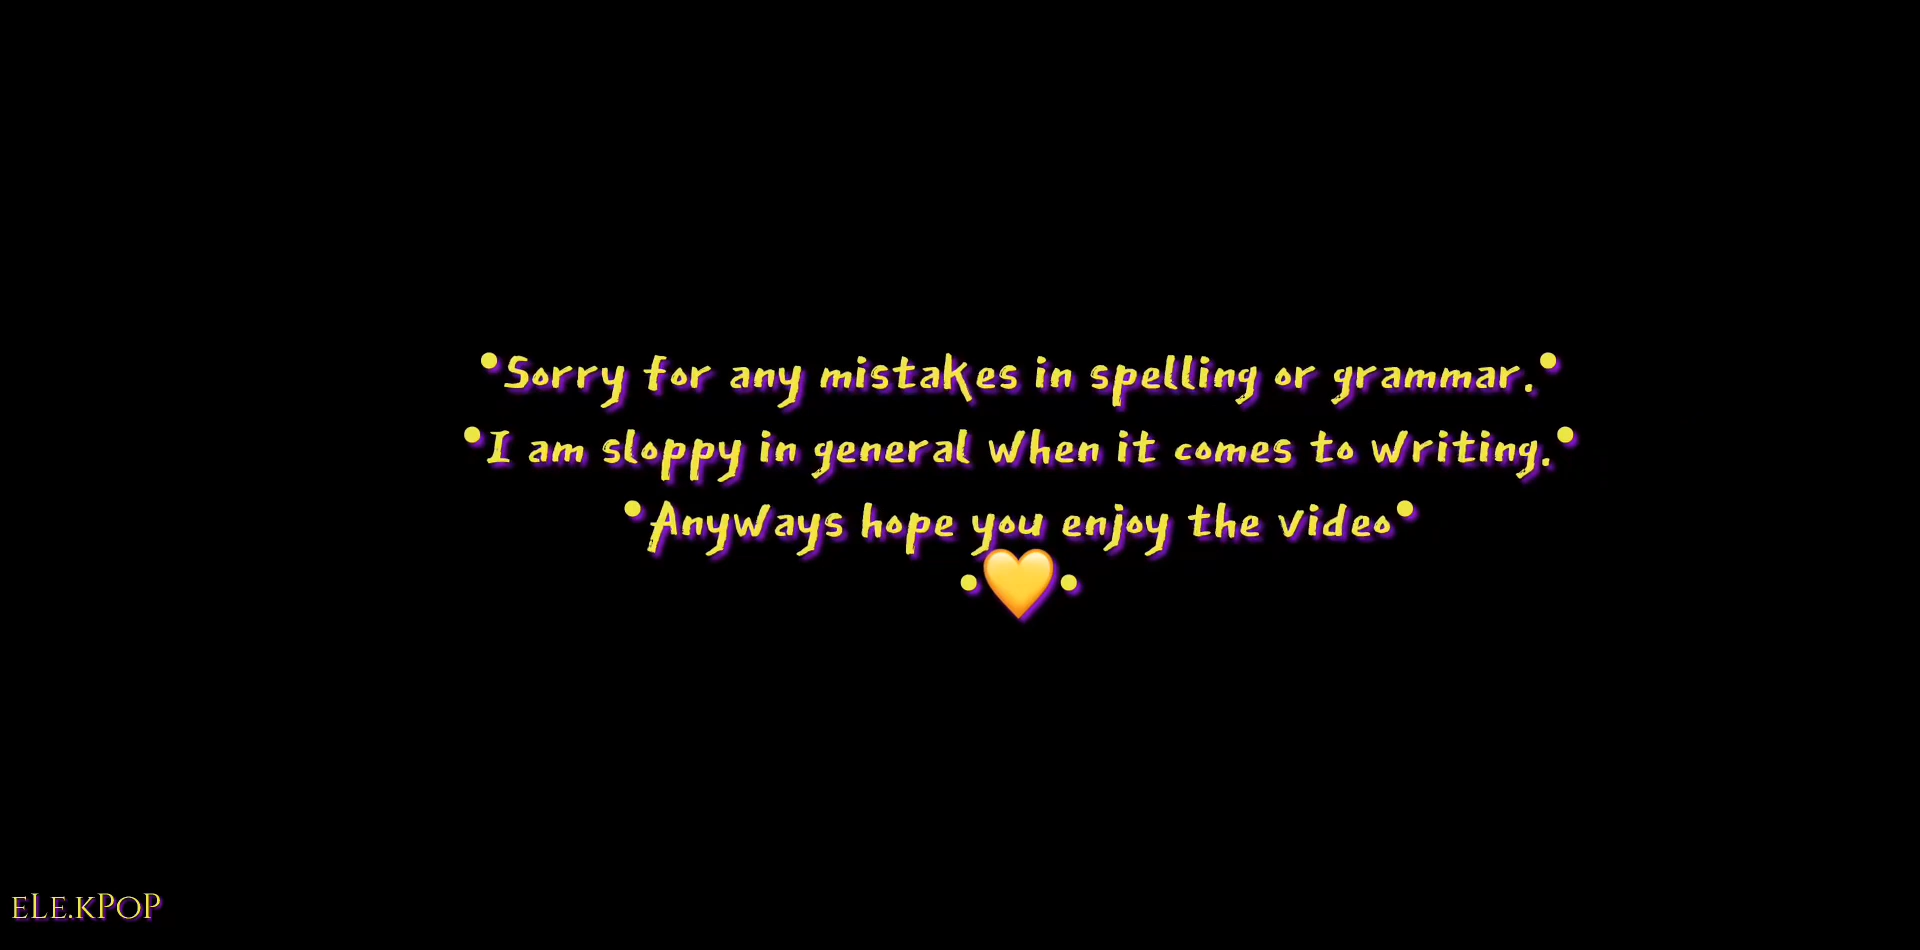 •Sorry for any mistakes in spelling or grammar.•
•I am sloppy in general when it comes to writing.•
•Anyways hope you enjoy the video•
•💛•
eLe.kPoP